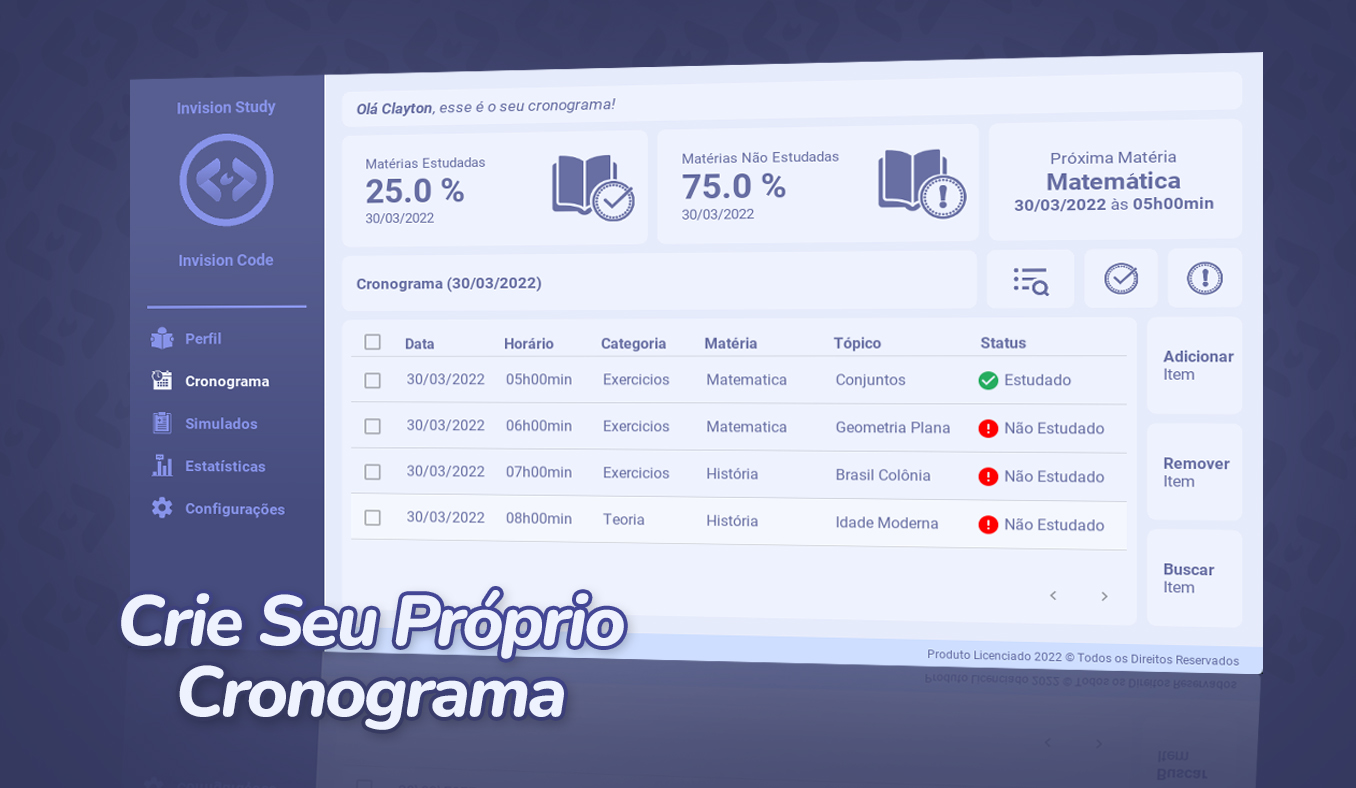 Invision Study
Invision Code
Perfil
Cronograma
Simulados
Estatísticas
Configurações
Olá Clayton, esse é o seu cronograma!
Matérias Estudadas
25.0 %
30/03/2022
Matérias Não Estudadas
75.0 %
30/03/2022
Próxima Matéria
Matemática
30/03/2022 às 05h00min
Cronograma (30/03/2022)
Data Horário Categoria Matéria Tópico Status
30/03/2022 05h00min Exercicios Matematica Conjuntos Estudado
30/03/2022 06h00min Exercicios Matematica Geometria Plana Não Estudado
30/03/2022 07h00min Exercicios História Brasil Colônia Não Estudado
30/03/2022 08h00min Teoria História Idade Moderna Não Estudado
Adicionar
Item
Remover
Item
Buscar
Item
Produto Licenciado 2022 © Todos os Direitos Reservados
Crie Seu Próprio
Cronograma